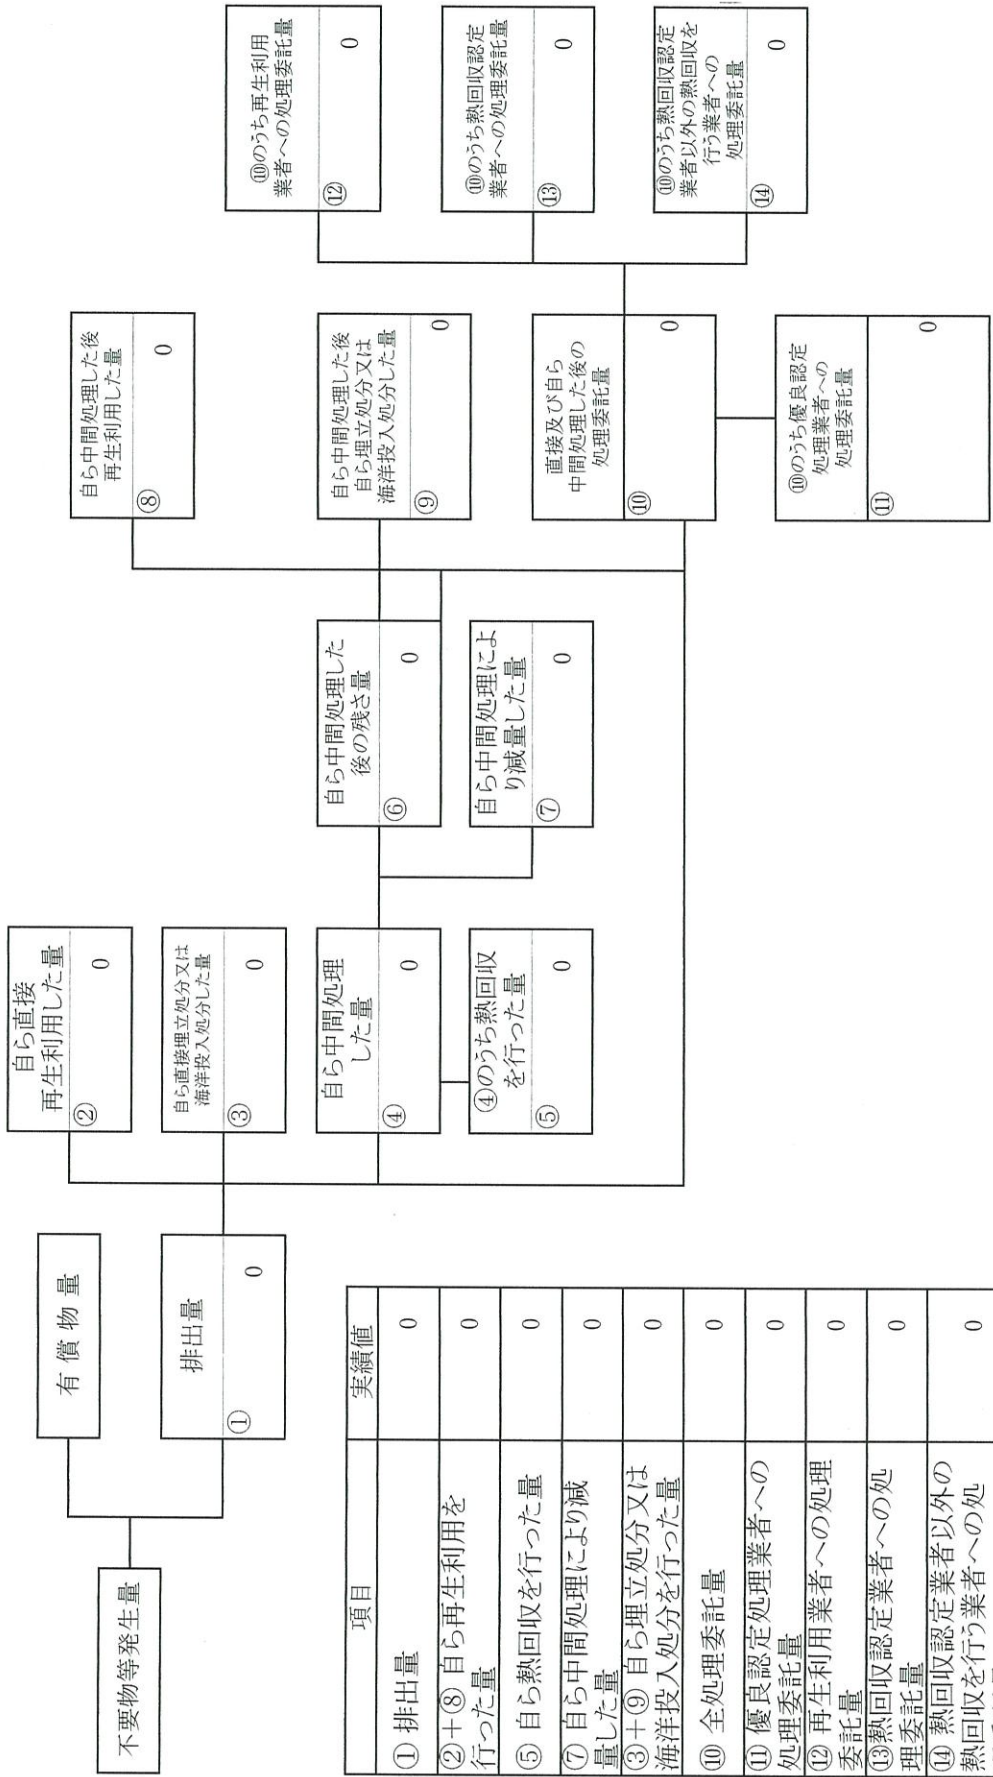 不要物等発生量
有償物量
排出量
①
0
自ら直接
再生利用した量
②
0
自ら直接埋立処分又は
海洋投入処分した量
③
0
自ら中間処理
した量
④
0
④のうち熱回収
を行った量
⑤
0
自ら中間処理した
後の残さ量
⑥
0
自ら中間処理によ
り減量した量
⑦
0
自ら中間処理した後
再生利用した量
⑧
0
自ら中間処理した後
自ら埋立処分又は
海洋投入処分した量
⑨
0
直接及び自ら
中間処理した後の
処理委託量
⑩
0
⑩のうち優良認定
処理業者への
処理委託量
⑪
0
⑩のうち再生利用
業者への処理委託量
⑫
0
⑩のうち熱回収認定
業者への処理委託量
⑬
0
⑩のうち熱回収認定
業者以外の熱回収を
行う業者への
処理委託量
⑭
0
項目 実績値
①排出量 0
②+⑧自ら再生利用を
行った量 0
⑤自ら熱回収を行った量 0
⑦自ら中間処理により減
量した量 0
③+⑨自ら埋立処分又は
海洋投入処分を行った量 0
⑩全処理委託量 0
⑪優良認定処理業者への
処理委託量 0
⑫再生利用業者への処理
委託量 0
⑬熱回収認定業者への処
理委託量 0
⑭熱回収認定業者以外の
熱回収を行う業者への処 0